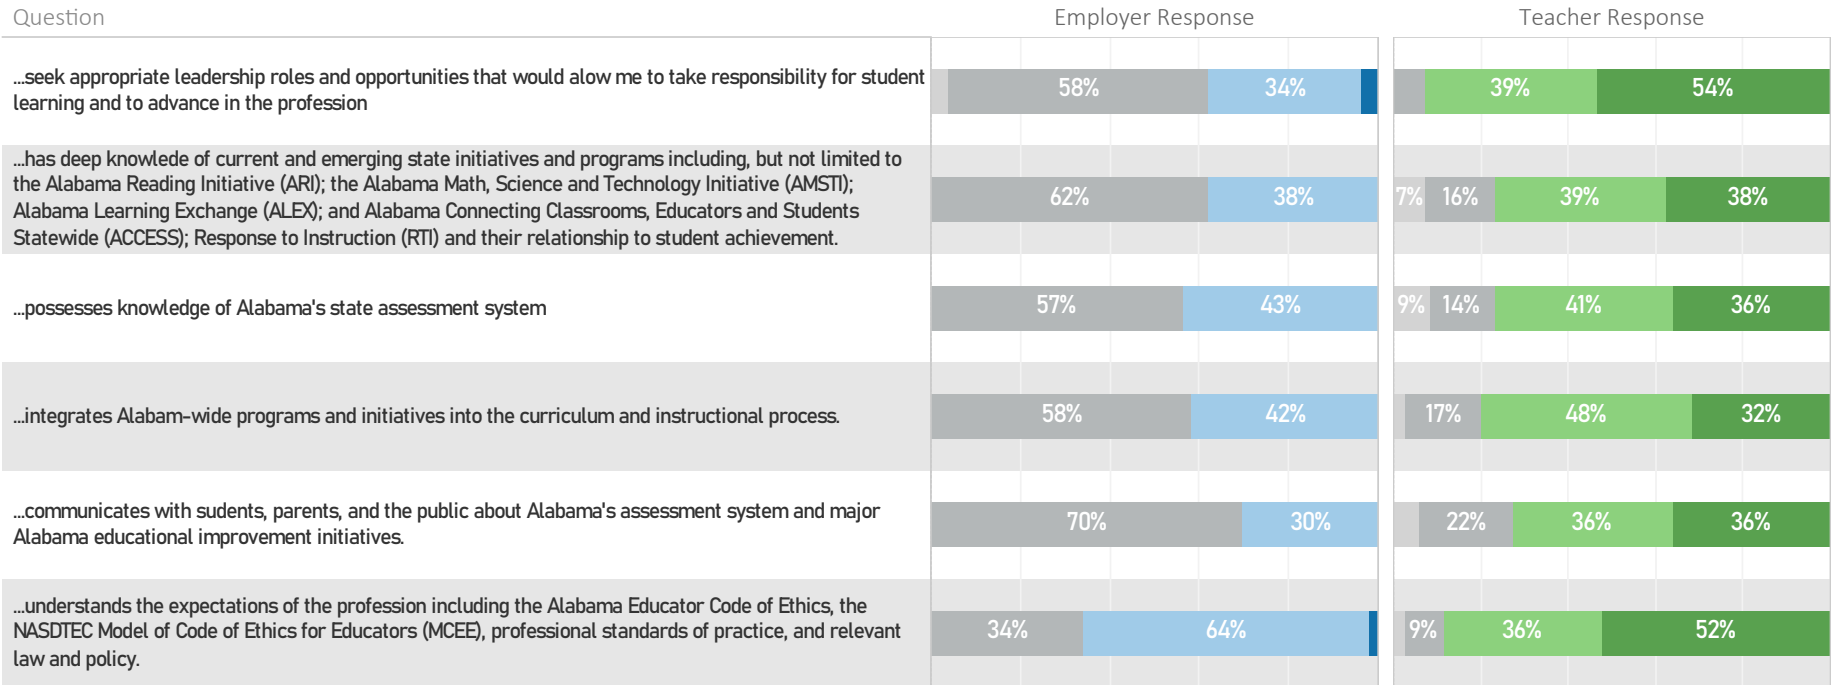 Question Employer Response Teacher Response
...seek appropriate leadership roles and opportunities that would alow me to take responsibility for student
learning and to advance in the profession
58% 34% 39% 54%
...has deep knowlede of current and emerging state initiatives and programs including, but not limited to
the Alabama Reading Initiative (ARI); the Alabama Math, Science and Technology Initiative (AMSTI);
Alabama Learning Exchange (ALEX); and Alabama Connecting Classrooms, Educators and Students
Statewide (ACCESS); Response to Instruction (RTI) and their relationship to student achievement.
62% 38% 7% 16% 39% 38%
...possesses knowledge of Alabama's state assessment system
57% 43% 9% 14% 41% 36%
...integrates Alabam-wide programs and initiatives into the curriculum and instructional process.
58% 42% 17% 48% 32%
...communicates with sudents, parents, and the public about Alabama's assessment system and major
Alabama educational improvement initiatives.
70% 30% 22% 36% 36%
...understands the expectations of the profession including the Alabama Educator Code of Ethics, the
NASDTEC Model of Code of Ethics for Educators (MCEE), professional standards of practice, and relevant
law and policy.
34% 64% 9% 36% 52%